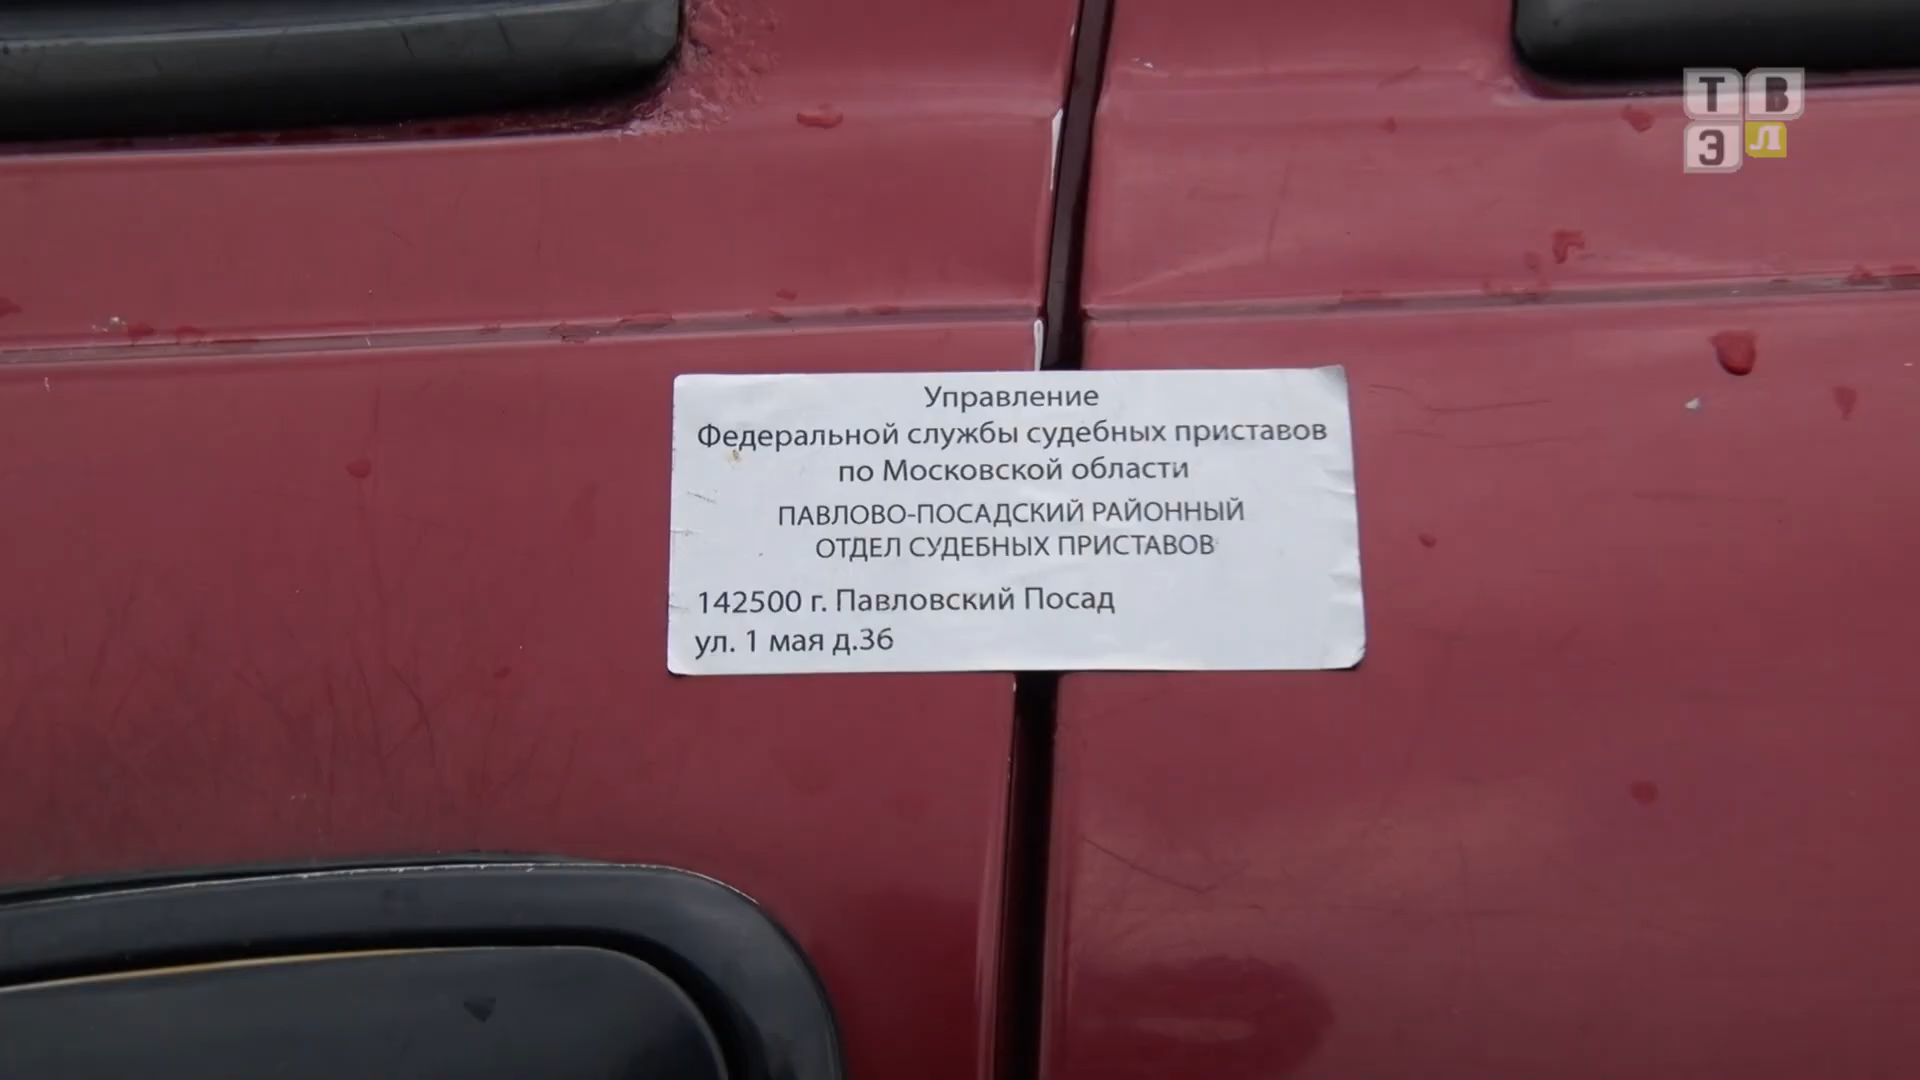 Управление
Федеральной службы судебных приставов
по Московской области
ПАВЛОВО-ПОСАДСКИЙ РАЙОННЫЙ
ОТДЕЛ СУДЕБНЫХ ПРИСТАВОВ
142500 г. Павловский Посад
ул. 1 мая д.36
ТВ
ЭЛ